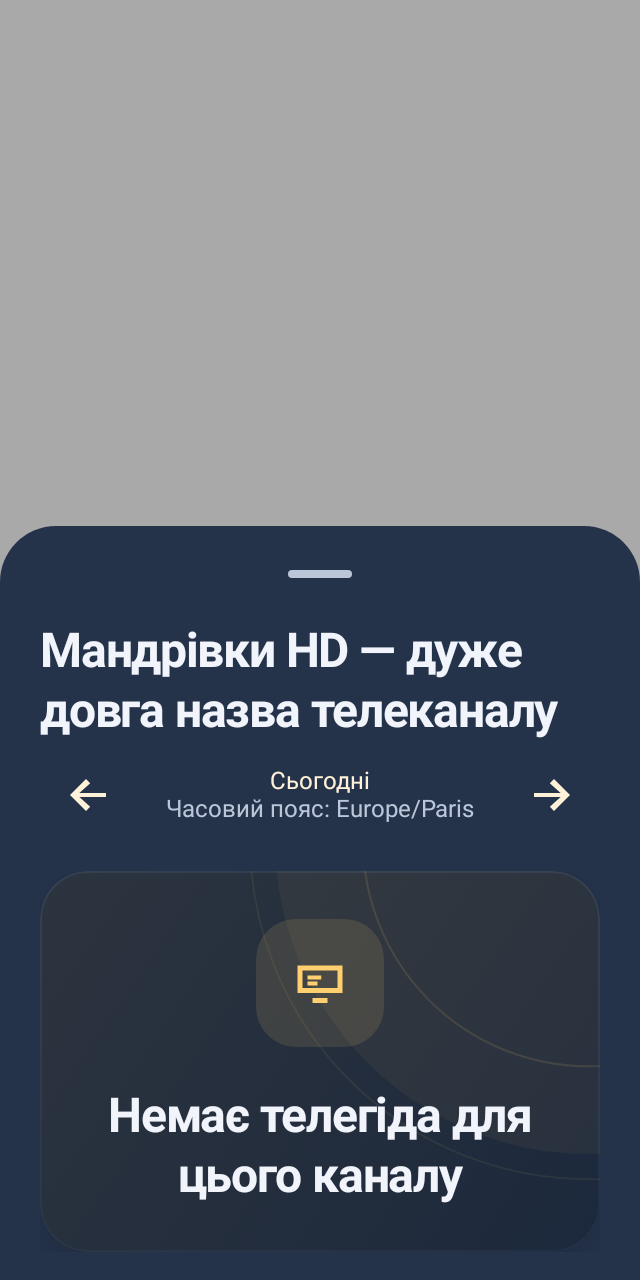 Мандрівки HD — дуже
довга назва телеканалу
Сьогодні
Часовий пояс: Europe/Paris
Немає телегіда для
цього каналу